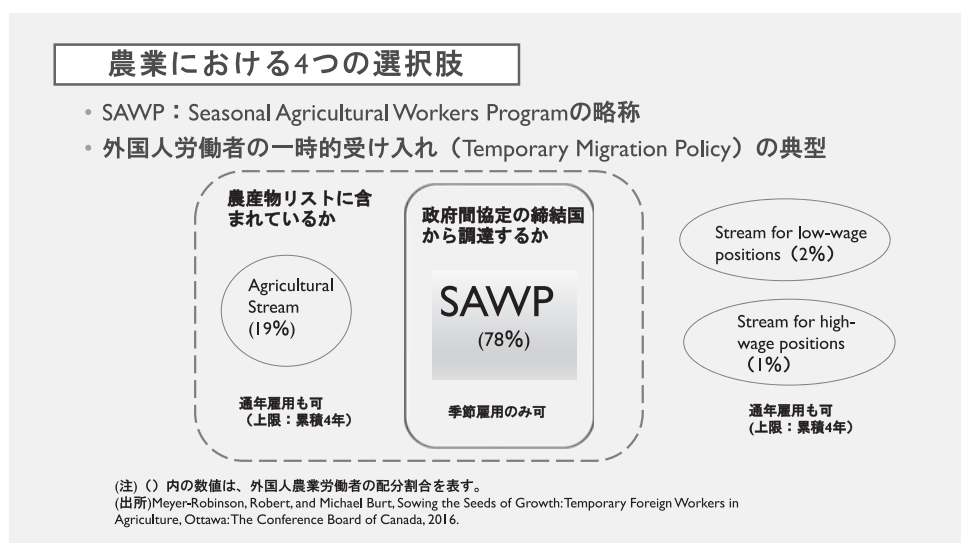 農業における4つの選択肢
• SAWP：Seasonal Agricultural Workers Programの略称
• 外国人労働者の一時的受け入れ（Temporary Migration Policy）の典型
農産物リストに含
まれているか
Agricultural
Stream
(19%)
通年雇用も可
（上限：累積4年）
政府間協定の締結国
から調達するか
SAWP
(78%)
季節雇用のみ可
Stream for low-wage
positions（2%）
Stream for high-
wage positions
（1%）
通年雇用も可
(上限：累積4年）
(注)（）内の数値は、外国人農業労働者の配分割合を表す。
(出所)Meyer-Robinson, Robert, and Michael Burt, Sowing the Seeds of Growth: Temporary Foreign Workers in
Agriculture, Ottawa: The Conference Board of Canada, 2016.